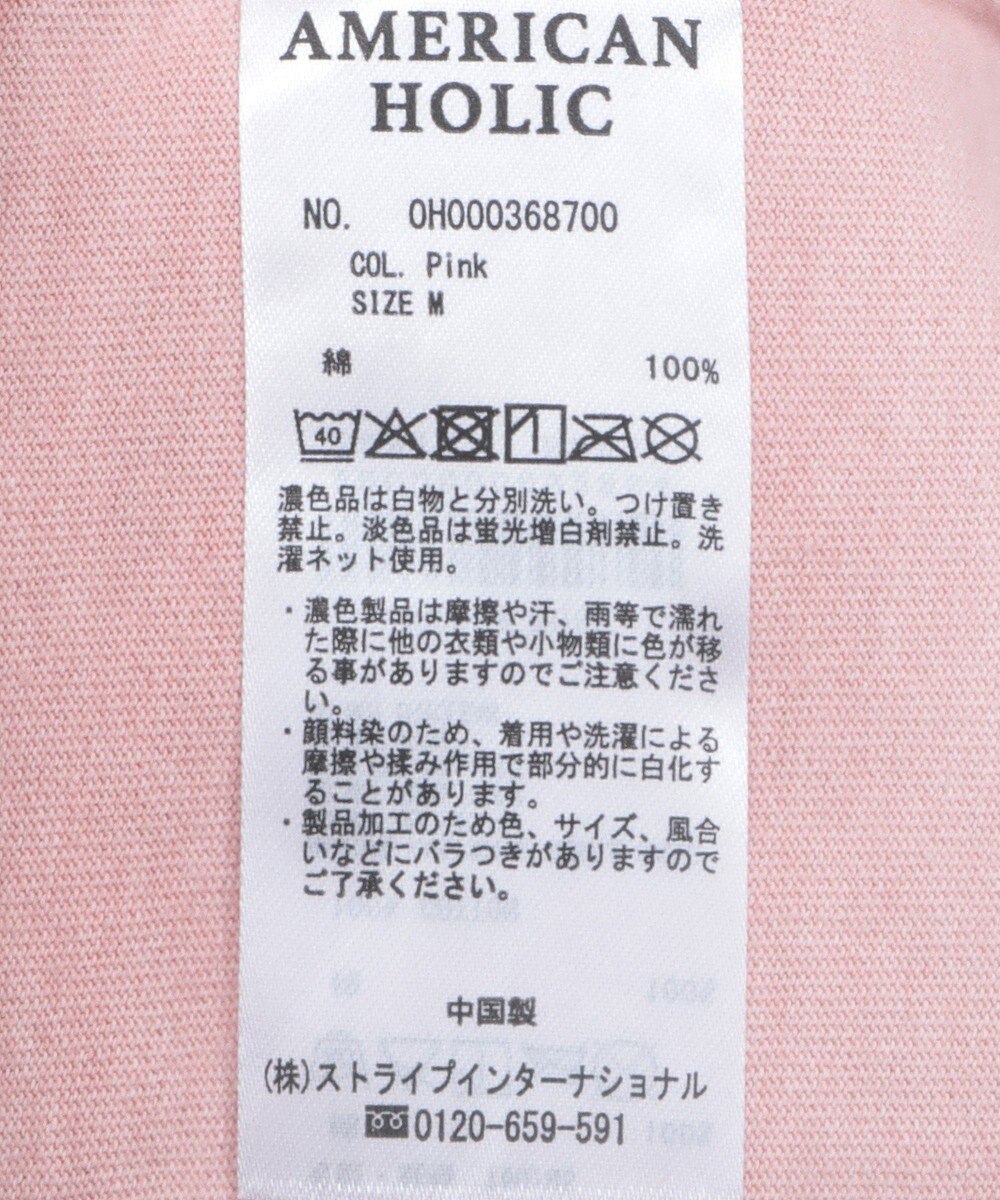 AMERICAN
HOLIC
NO. 0H000368700
COL. Pink
SIZE M
綿 100%
40
濃色品は白物と分別洗い。つけ置き
禁止。淡色品は蛍光増白剤禁止。洗
濯ネット使用。
・濃色製品は摩擦や汗、雨等で濡れ
た際に他の衣類や小物類に色が移
る事がありますのでご注意くださ
い。
・顔料染のため、着用や洗濯による
摩擦や揉み作用で部分的に白化す
ることがあります。
・製品加工のため色、サイズ、風合
いなどにバラつきがありますので
ご了承ください。
中国製
(株)ストライプインターナショナル
0120-659-591